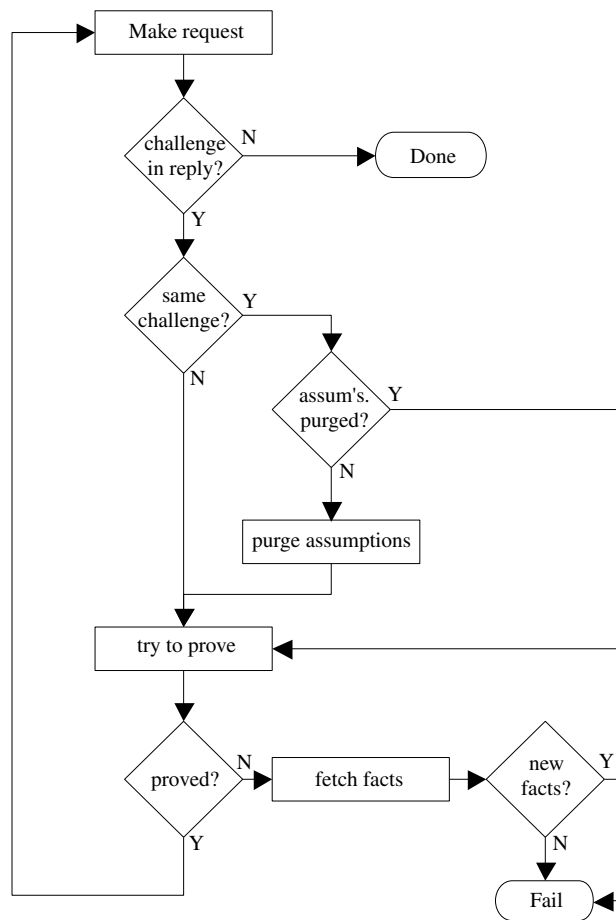 Make request
challenge
in reply?
N
Done
Y
same
challenge?
Y
N
assum's.
purged?
Y
N
purge assumptions
try to prove
proved?
N
fetch facts
new
facts?
Y
Y
N
Fail